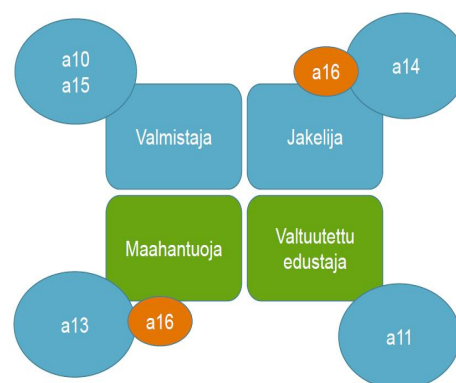 a10
a15
a16
a14
Valmistaja
Jakelija
Maahantuoja
Valtuutettu
edustaja
a13
a16
a11